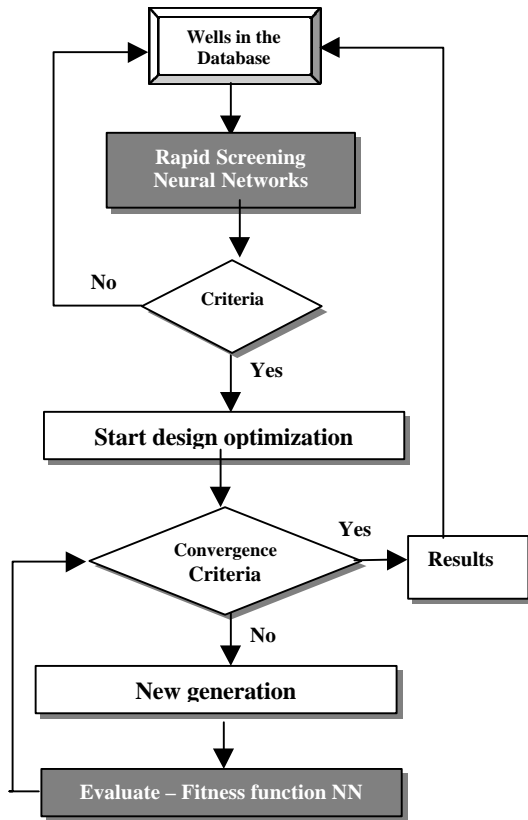 Wells in the
Database
Rapid Screening
Neural Networks
No
Criteria
Yes
Start design optimization
Yes
Convergence
Criteria
Results
No
New generation
Evaluate – Fitness function NN